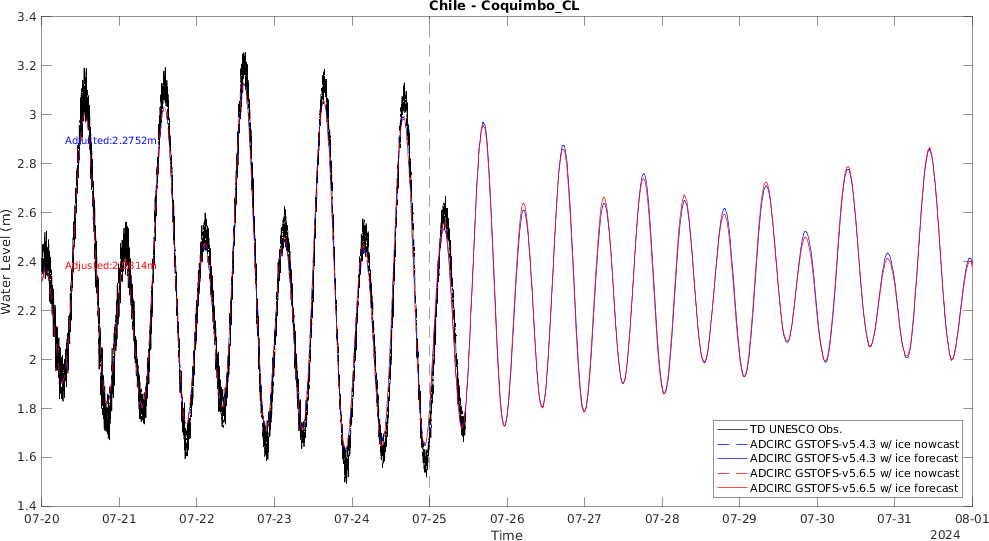 Chile - Coquimbo_CL
3.4
3.2
3
2.8
2.6
2.4
2.2
2
1.8
1.6
1.4
Water Level (m)
Adjusted:2.2752m
07-20
07-21
07-22
07-23
07-24
07-25
07-26
07-27
07-28
07-29
07-30
07-31
08-01
Time
2024
TD UNESCO Obs.
ADCIRC GSTOFS-v5.4.3 w/ ice nowcast
ADCIRC GSTOFS-v5.4.3 w/ ice forecast
ADCIRC GSTOFS-v5.6.5 w/ ice nowcast
ADCIRC GSTOFS-v5.6.5 w/ ice forecast